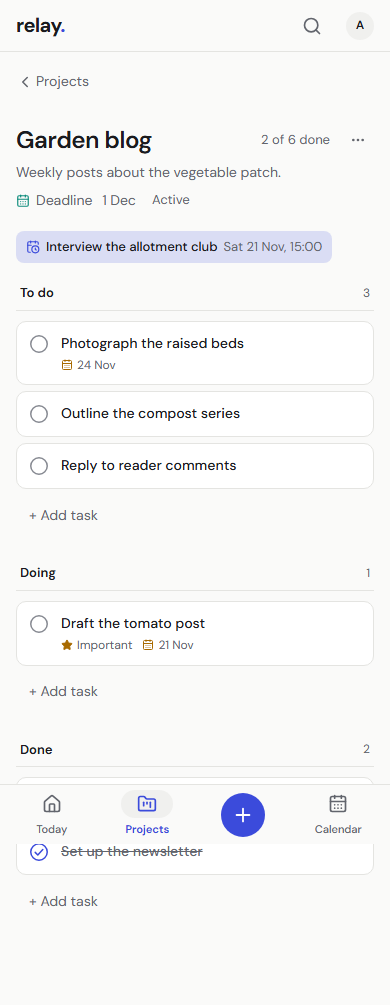 relay.
A
Projects
Garden blog
2 of 6 done
Weekly posts about the vegetable patch.
Deadline 1 Dec Active
Interview the allotment club Sat 21 Nov, 15:00
To do 3
Photograph the raised beds
24 Nov
Outline the compost series
Reply to reader comments
+ Add task
Doing 1
Draft the tomato post
Important 21 Nov
+ Add task
Done 2
Today
Projects
Calendar
Set up the newsletter
+ Add task